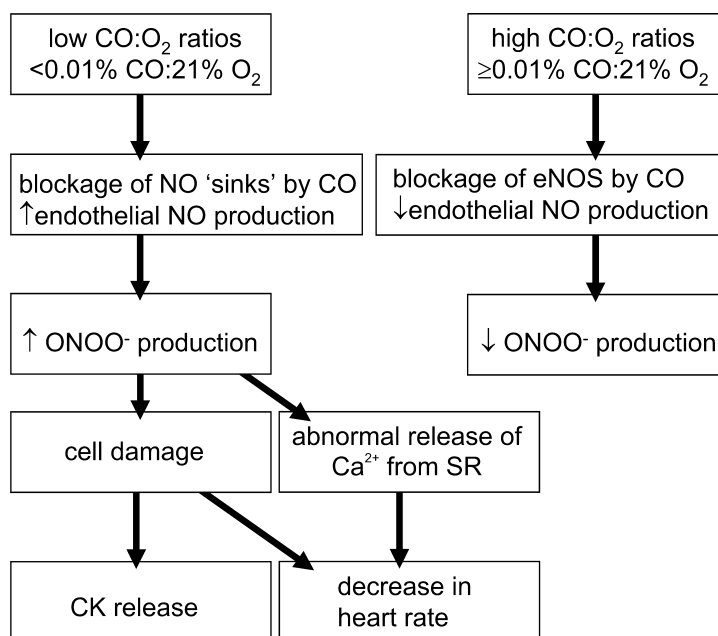 low CO:O₂ ratios
<0.01% CO:21% O₂
high CO:O₂ ratios
≥0.01% CO:21% O₂
blockage of NO ‘sinks’ by CO
↑endothelial NO production
blockage of eNOS by CO
↓endothelial NO production
↑ ONOO⁻ production
↓ ONOO⁻ production
cell damage
abnormal release of
Ca²⁺ from SR
CK release
decrease in
heart rate